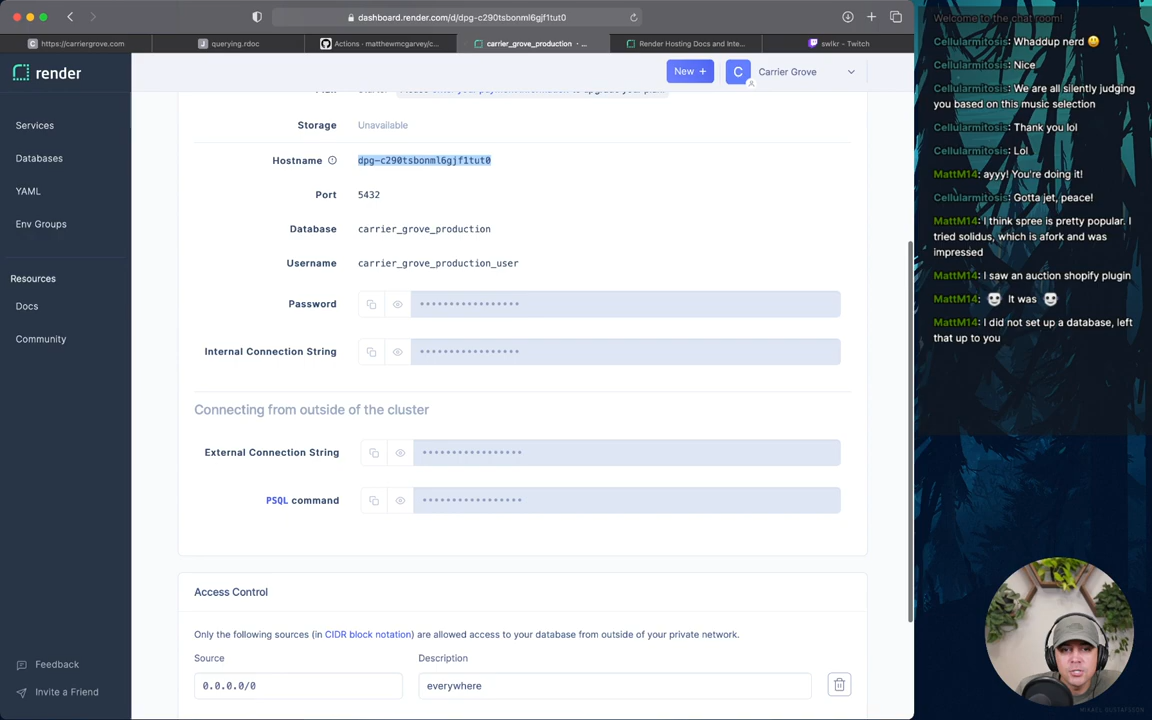 dashboard.render.com/d/dpg-c290tsbonml6gjf1tut0
https://carriergrove.com
querying.rdoc
Actions · matthewmcgarvey/c...
carrier_grove_production · ...
Render Hosting Docs and Inte...
swlkr - Twitch
render
New +
C
Carrier Grove
Services
Databases
YAML
Env Groups
Resources
Docs
Community
Feedback
Invite a Friend
Storage
Unavailable
Hostname
dpg-c290tsbonml6gjf1tut0
Port
5432
Database
carrier_grove_production
Username
carrier_grove_production_user
Password
Internal Connection String
Connecting from outside of the cluster
External Connection String
PSQL command
Access Control
Only the following sources (in CIDR block notation) are allowed access to your database from outside of your private network.
Source
Description
0.0.0.0/0
everywhere
Welcome to the chat room!
Cellularmitosis: Whaddup nerd
Cellularmitosis: Nice
Cellularmitosis: We are all silently judging
you based on this music selection
Cellularmitosis: Thank you lol
Cellularmitosis: Lol
MattM14: ayyy! You're doing it!
Cellularmitosis: Gotta jet, peace!
MattM14: I think spree is pretty popular. I
tried solidus, which is afork and was
impressed
MattM14: I saw an auction shopify plugin
MattM14: It was
MattM14: I did not set up a database, left
that up to you
MIKAEL GUSTAFSSON